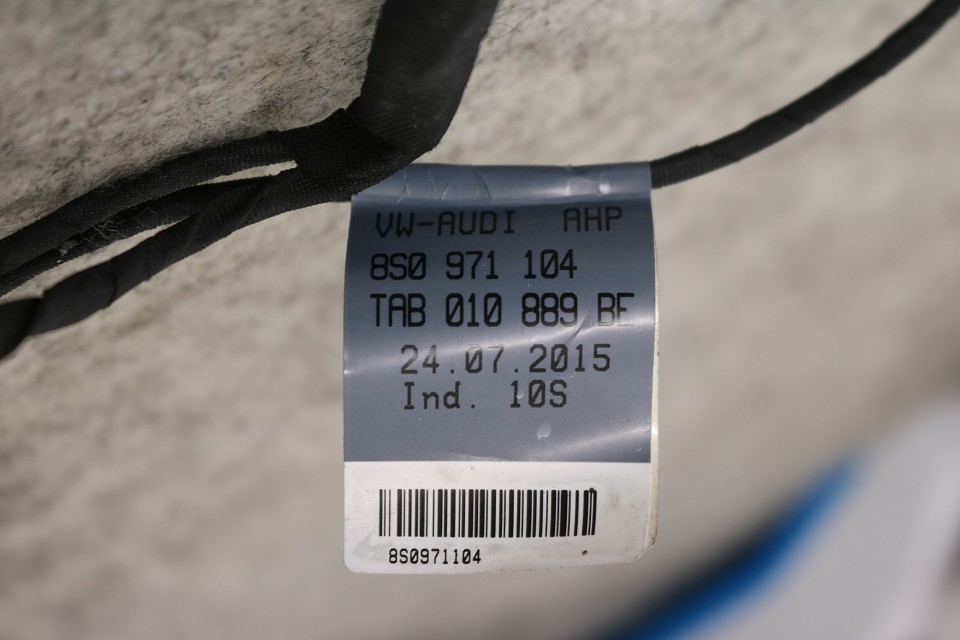 VW-AUDI AHP
8S0 971 104
TAB 010 889 BE
24.07.2015
Ind. 10S
8S0971104